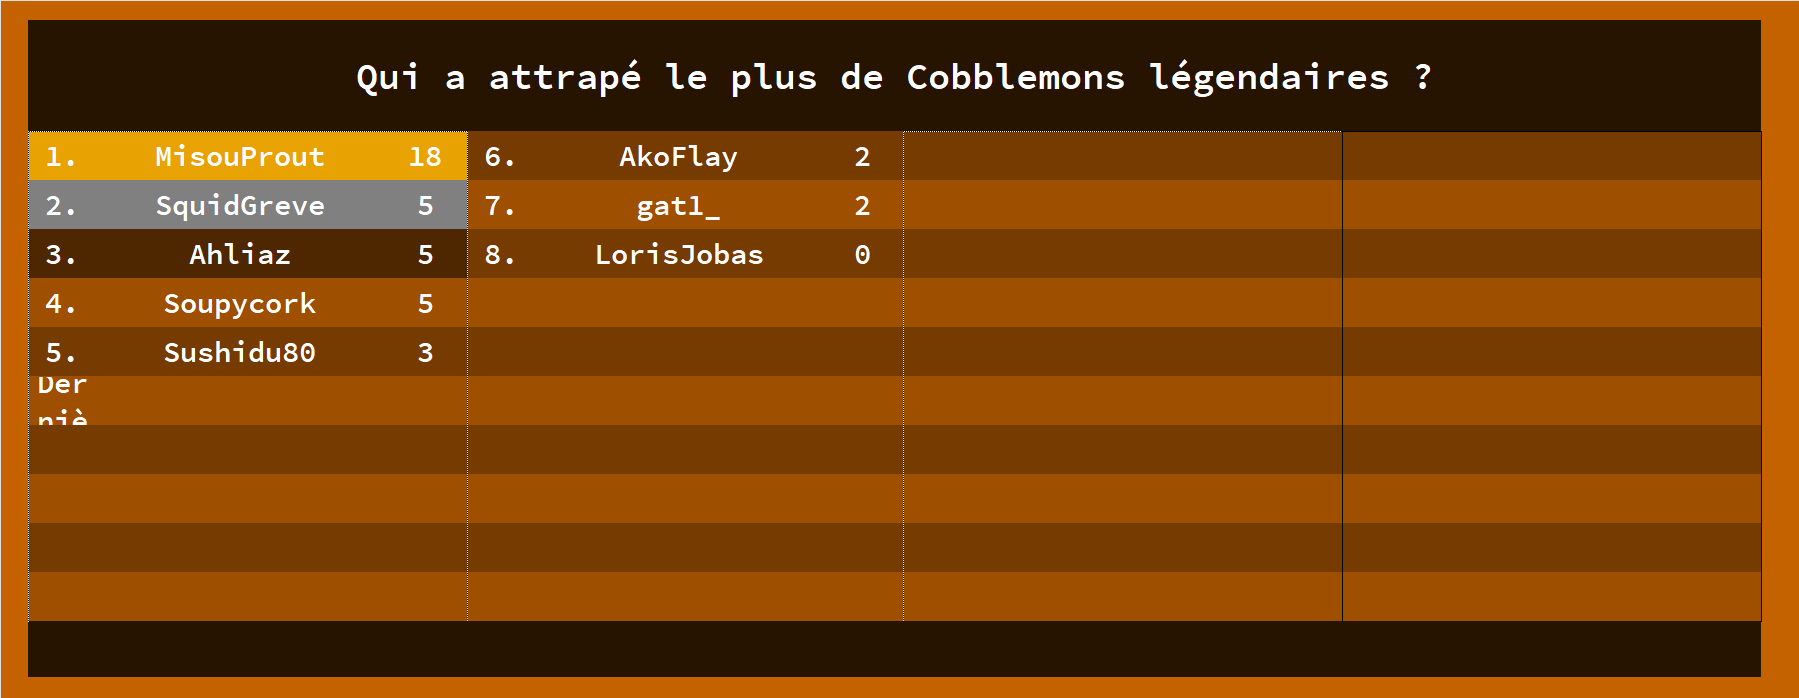 Qui a attrapé le plus de Cobblemons légendaires ?
1. MisouProut 18
2. SquidGreve 5
3. Ahliaz 5
4. Soupycork 5
5. Sushidu80 3
Der
niè
6. AkoFlay 2
7. gat1_ 2
8. LorisJobas 0